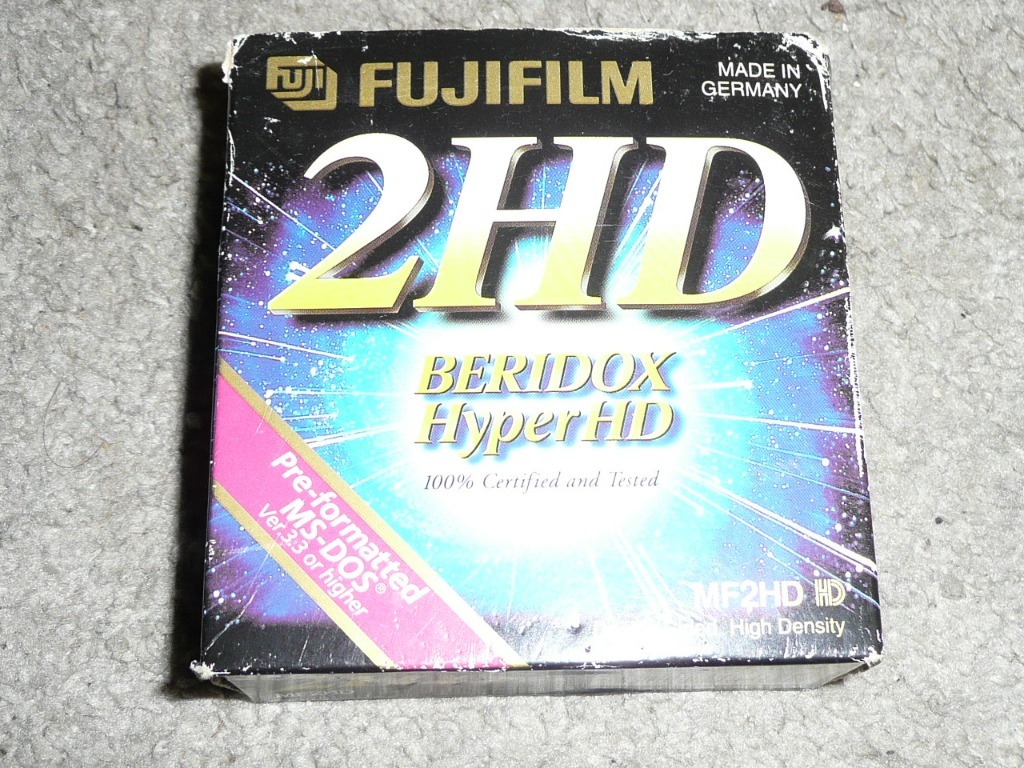 FUJI FUJIFILM
MADE IN
GERMANY
2HD
BERIDOX
HyperHD
100% Certified and Tested
Pre-formatted
MS-DOS®
Ver.3.3 or higher
MF2HD HD
High Density